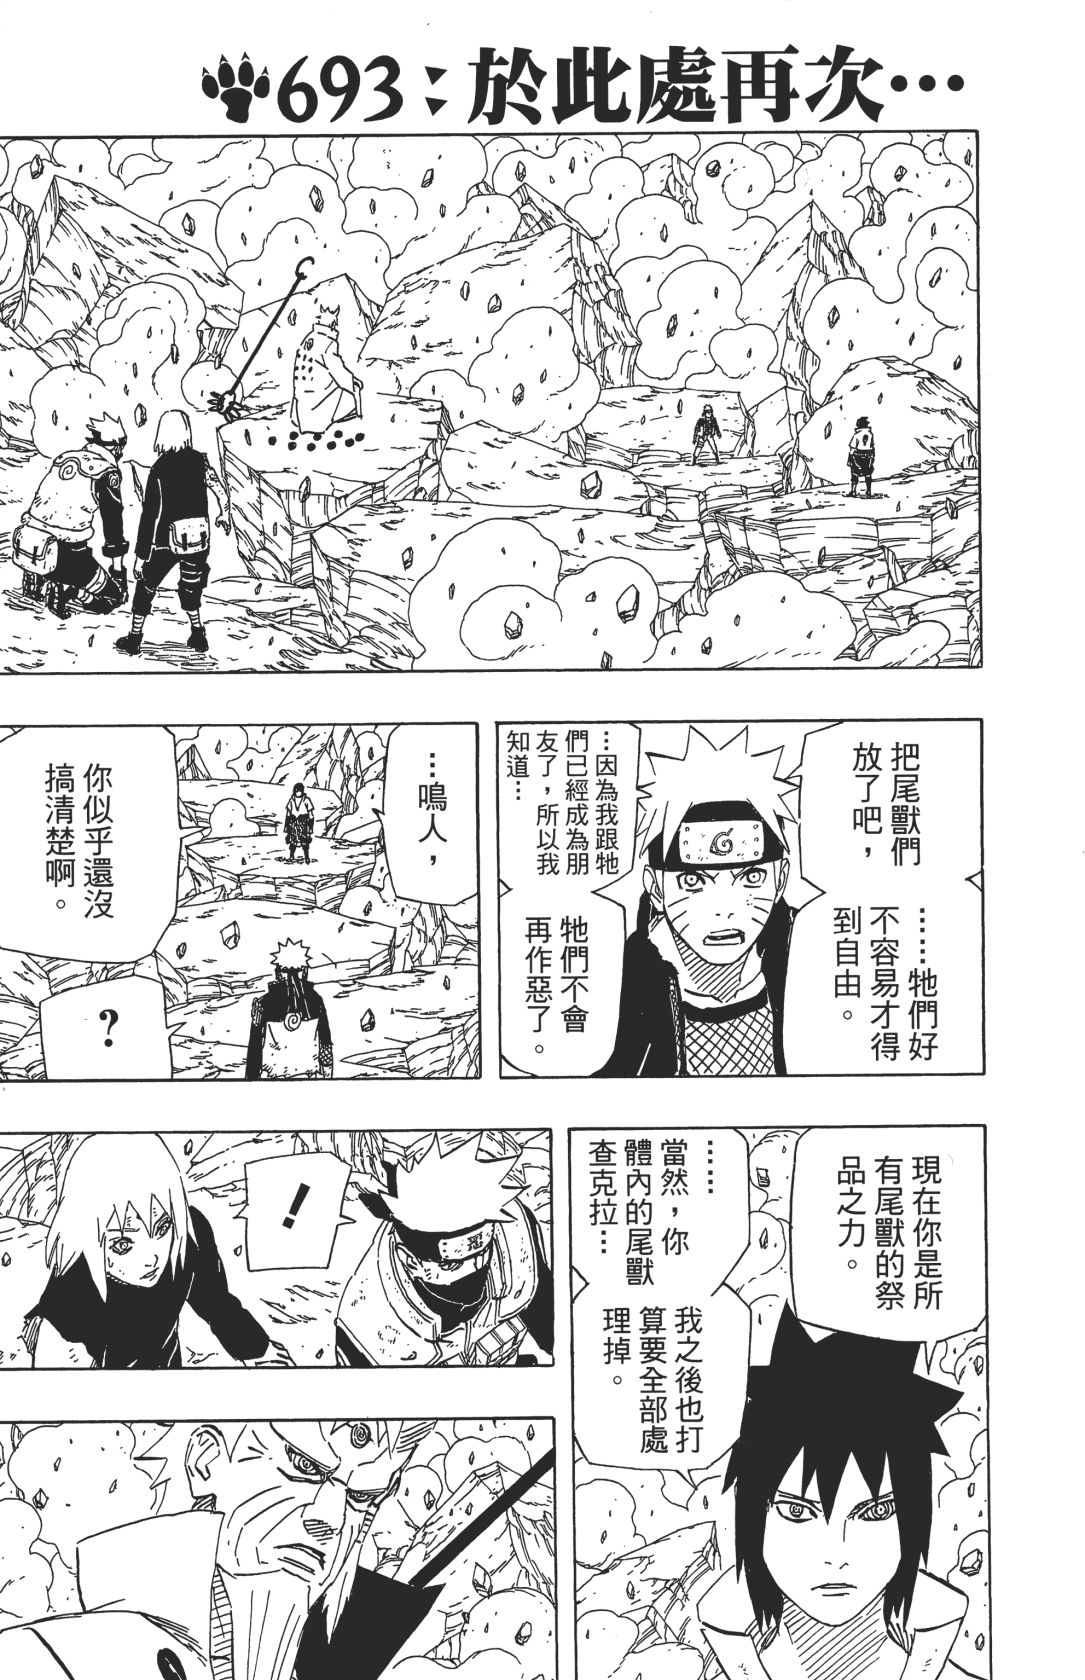 693：於此處再次…
把尾獸們
放了吧，
……牠們好
不容易才得
到自由。
…因為我跟牠
們已經成為朋
友了，所以我
知道…
牠們不會
再作惡了。
…鳴人，
你似乎還沒
搞清楚啊。
？
現在你是所
有尾獸的祭
品之力。
……
當然，你
體內的尾獸
查克拉…
我之後也打
算要全部處
理掉。
！